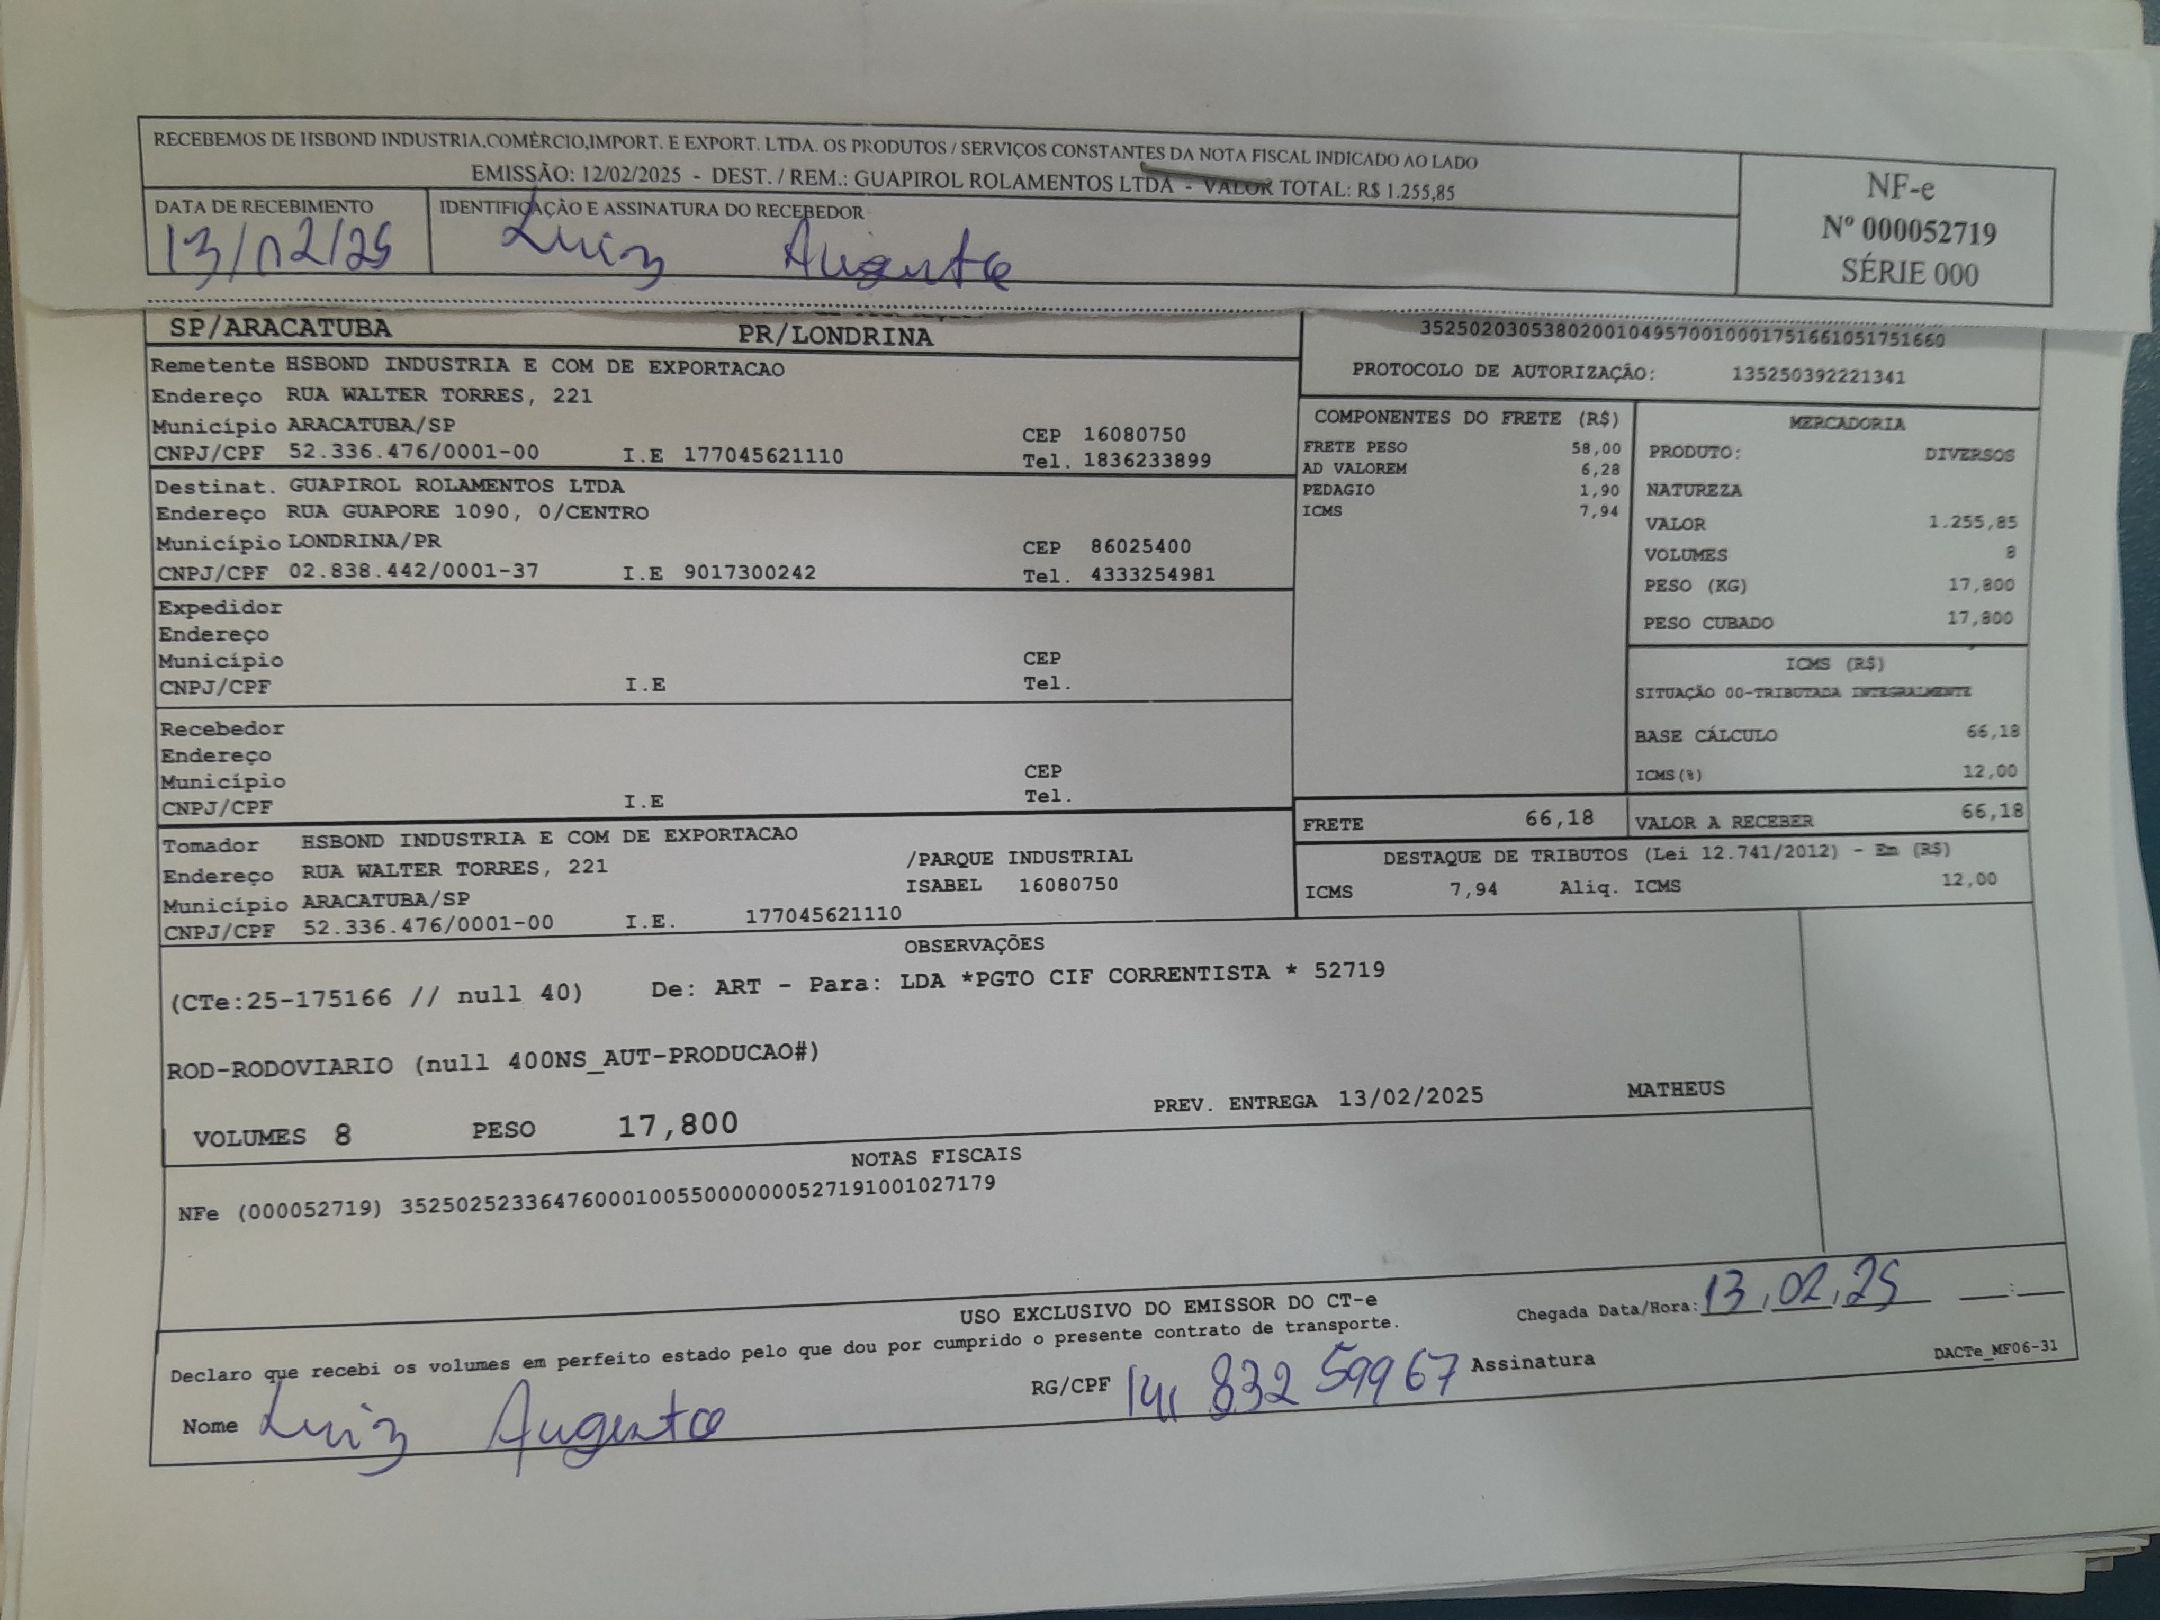 RECEBEMOS DE HSBOND INDUSTRIA,COMÉRCIO,IMPORT. E EXPORT. LTDA. OS PRODUTOS / SERVIÇOS CONSTANTES DA NOTA FISCAL INDICADO AO LADO
EMISSÃO: 12/02/2025 - DEST. / REM.: GUAPIROL ROLAMENTOS LTDA - VALOR TOTAL: R$ 1.255,85
DATA DE RECEBIMENTO IDENTIFICAÇÃO E ASSINATURA DO RECEBEDOR
13/02/25 Luiz Augusto
NF-e
Nº 000052719
SÉRIE 000
SP/ARACATUBA PR/LONDRINA
Remetente HSBOND INDUSTRIA E COM DE EXPORTACAO
Endereço RUA WALTER TORRES, 221
Município ARACATUBA/SP CEP 16080750
CNPJ/CPF 52.336.476/0001-00 I.E 177045621110 Tel. 1836233899
Destinat. GUAPIROL ROLAMENTOS LTDA
Endereço RUA GUAPORE 1090, 0/CENTRO
Município LONDRINA/PR CEP 86025400
CNPJ/CPF 02.838.442/0001-37 I.E 9017300242 Tel. 4333254981
Expedidor
Endereço
Município CEP
CNPJ/CPF I.E Tel.
Recebedor
Endereço
Município CEP
CNPJ/CPF I.E Tel.
Tomador HSBOND INDUSTRIA E COM DE EXPORTACAO
Endereço RUA WALTER TORRES, 221 /PARQUE INDUSTRIAL
Município ARACATUBA/SP ISABEL 16080750
CNPJ/CPF 52.336.476/0001-00 I.E. 177045621110
35250203053802001049570010001751661051751660
PROTOCOLO DE AUTORIZAÇÃO: 135250392221341
COMPONENTES DO FRETE (R$)
FRETE PESO 58,00
AD VALOREM 6,28
PEDAGIO 1,90
ICMS 7,94
MERCADORIA
PRODUTO: DIVERSOS
NATUREZA
VALOR 1.255,85
VOLUMES 8
PESO (KG) 17,800
PESO CUBADO 17,800
ICMS (R$)
SITUAÇÃO 00-TRIBUTADA INTEGRALMENTE
BASE CÁLCULO 66,18
ICMS(%) 12,00
FRETE 66,18 VALOR A RECEBER 66,18
DESTAQUE DE TRIBUTOS (Lei 12.741/2012) - Em (R$)
ICMS 7,94 Aliq. ICMS 12,00
OBSERVAÇÕES
(CTe:25-175166 // null 40) De: ART - Para: LDA *PGTO CIF CORRENTISTA * 52719
ROD-RODOVIARIO (null 400NS_AUT-PRODUCAO#)
VOLUMES 8 PESO 17,800 PREV. ENTREGA 13/02/2025 MATHEUS
NOTAS FISCAIS
NFe (000052719) 35250252336476000100550000000527191001027179
USO EXCLUSIVO DO EMISSOR DO CT-e
Chegada Data/Hora: 13,02,25 __:__
Declaro que recebi os volumes em perfeito estado pelo que dou por cumprido o presente contrato de transporte.
DACTe_MF06-31
Nome Luiz Augusto RG/CPF 141 832 59967 Assinatura